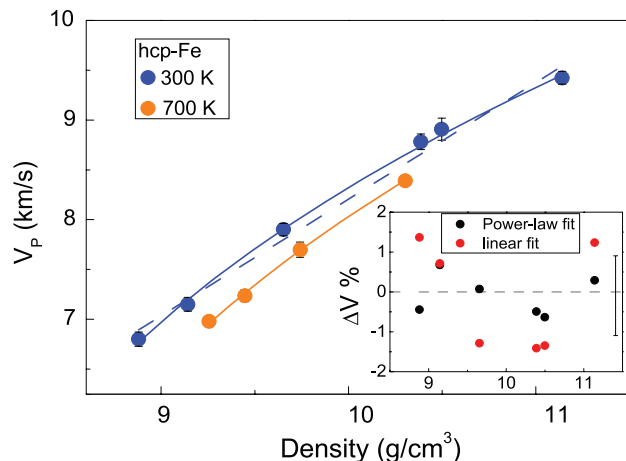 10
9
8
7
V_P (km/s)
hcp-Fe
300 K
700 K
2
1
0
-1
-2
ΔV %
Power-law fit
linear fit
9 10 11
9 10 11
Density (g/cm³)